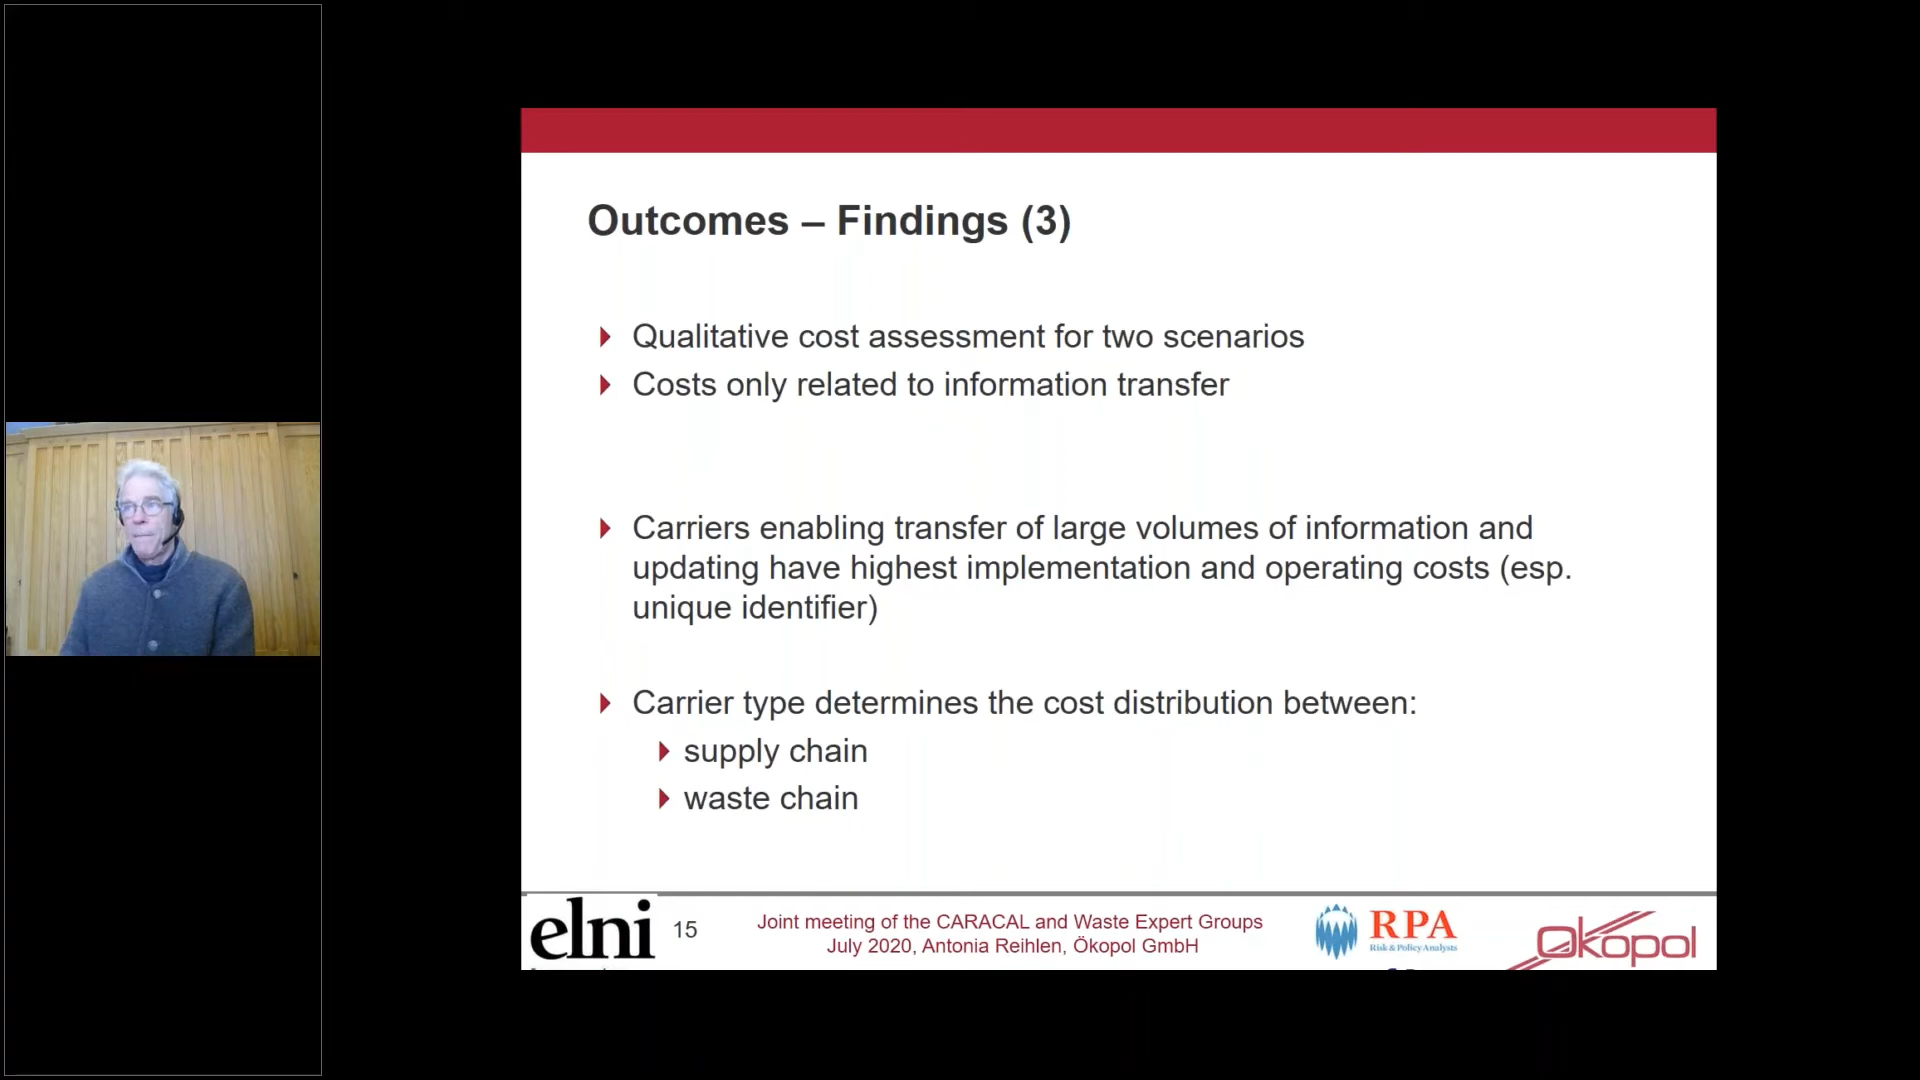 Outcomes – Findings (3)
Qualitative cost assessment for two scenarios
Costs only related to information transfer
Carriers enabling transfer of large volumes of information and
updating have highest implementation and operating costs (esp.
unique identifier)
Carrier type determines the cost distribution between:
supply chain
waste chain
elni
15
Joint meeting of the CARACAL and Waste Expert Groups
July 2020, Antonia Reihlen, Ökopol GmbH
RPA
Risk & Policy Analysts
Ökopol